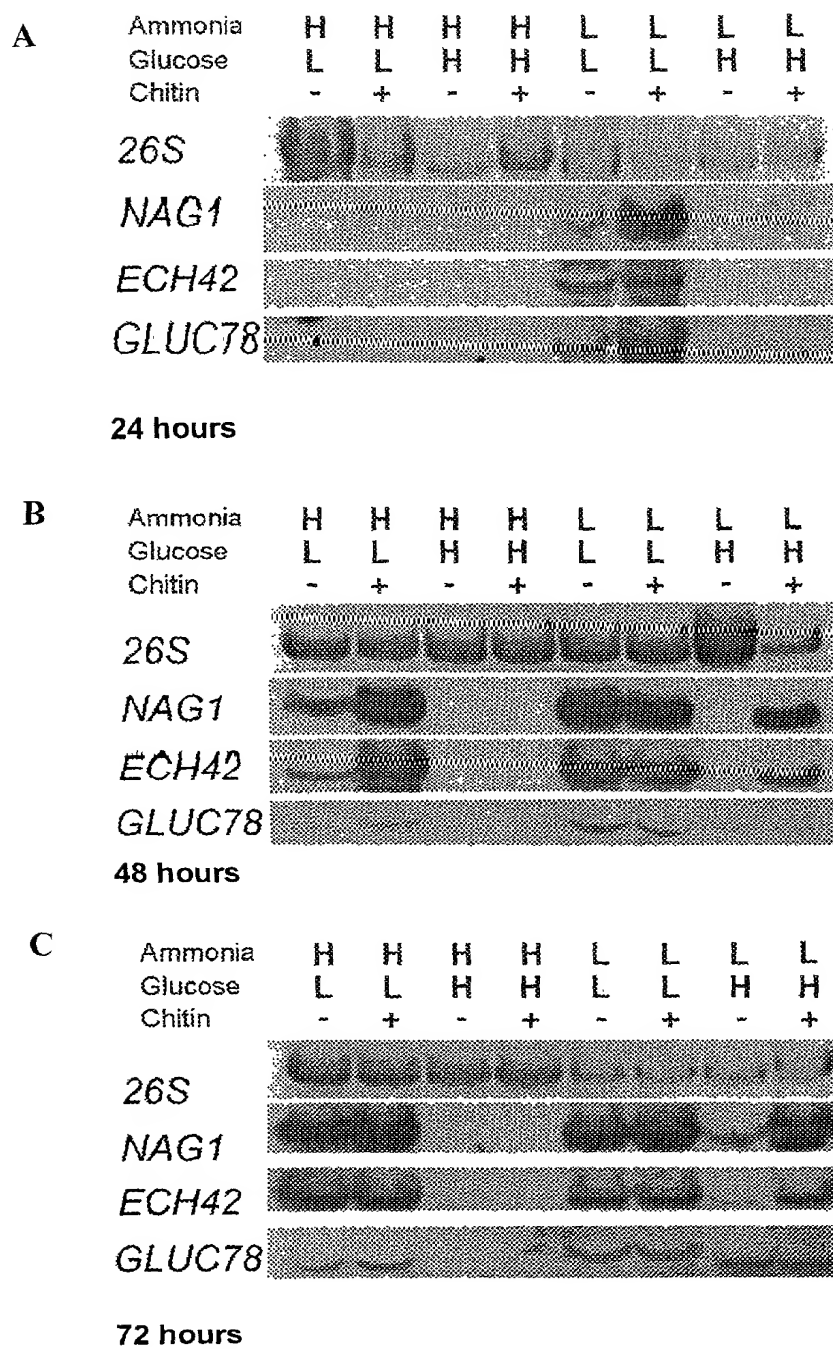 A
Ammonia H H H H L L L L
Glucose L L H H L L H H
Chitin - + - + - + - +
26S
NAG1
ECH42
GLUC78
24 hours
B
Ammonia H H H H L L L L
Glucose L L H H L L H H
Chitin - + - + - + - +
26S
NAG1
ECH42
GLUC78
48 hours
C
Ammonia H H H H L L L L
Glucose L L H H L L H H
Chitin - + - + - + - +
26S
NAG1
ECH42
GLUC78
72 hours